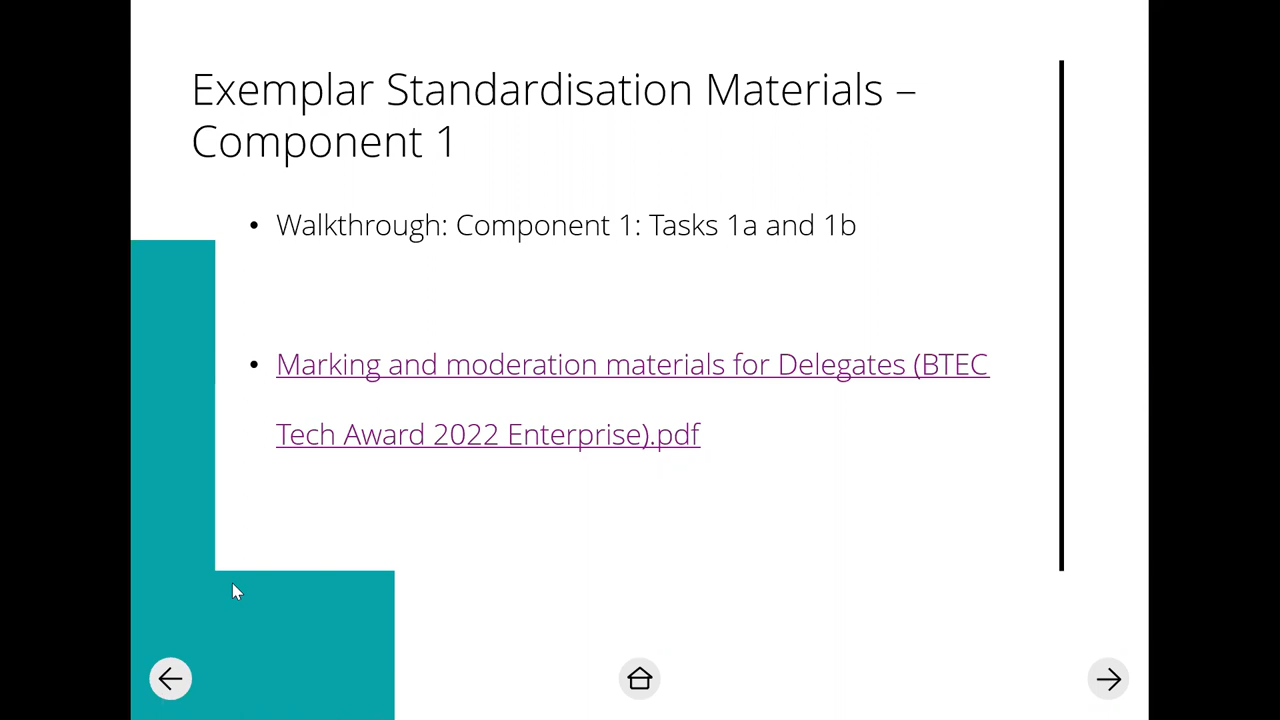 Exemplar Standardisation Materials –
Component 1
• Walkthrough: Component 1: Tasks 1a and 1b
• Marking and moderation materials for Delegates (BTEC
Tech Award 2022 Enterprise).pdf